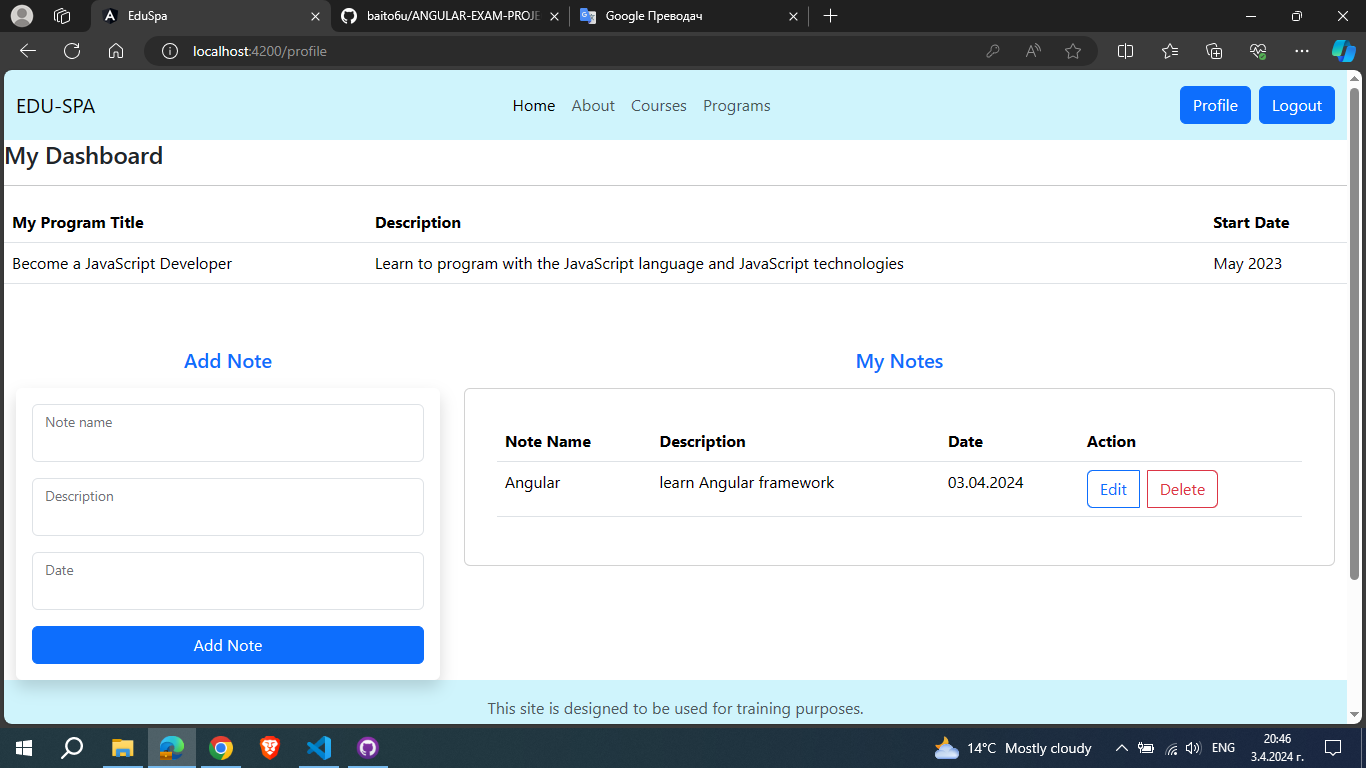 EduSpa
baitoбu/ANGULAR-EXAM-PROJE
Google Преводач
localhost:4200/profile
EDU-SPA
Home About Courses Programs
Profile Logout
My Dashboard
My Program Title Description Start Date
Become a JavaScript Developer Learn to program with the JavaScript language and JavaScript technologies May 2023
Add Note
Note name
Description
Date
Add Note
My Notes
Note Name Description Date Action
Angular learn Angular framework 03.04.2024 Edit Delete
This site is designed to be used for training purposes.
14°C Mostly cloudy
ENG
20:46
3.4.2024 г.